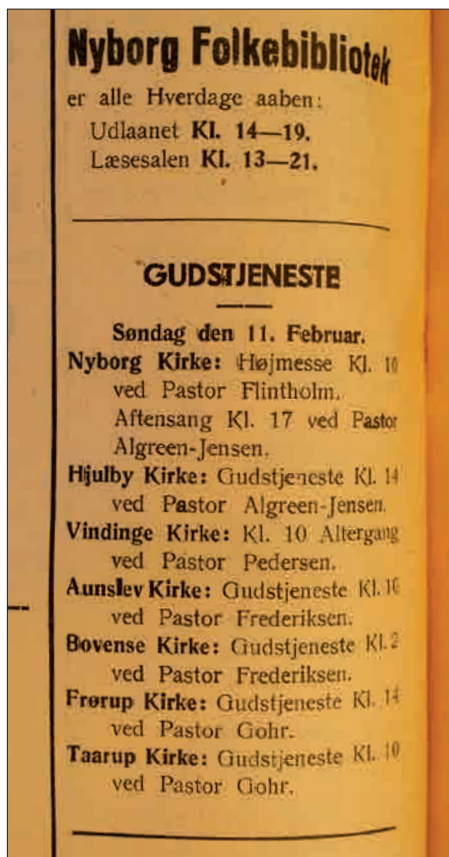 Nyborg Folkebibliotek
er alle Hverdage aaben:
Udlaanet Kl. 14—19.
Læsesalen Kl. 13—21.
GUDSTJENESTE
Søndag den 11. Februar.
Nyborg Kirke: Højmesse Kl. 10
ved Pastor Flintholm.
Aftensang Kl. 17 ved Pastor
Algreen-Jensen.
Hjulby Kirke: Gudstjeneste Kl. 14
ved Pastor Algreen-Jensen.
Vindinge Kirke: Kl. 10 Altergang
ved Pastor Pedersen.
Aunslev Kirke: Gudstjeneste Kl. 10
ved Pastor Frederiksen.
Bovense Kirke: Gudstjeneste Kl. 2
ved Pastor Frederiksen.
Frørup Kirke: Gudstjeneste Kl. 14
ved Pastor Gohr.
Taarup Kirke: Gudstjeneste Kl. 10
ved Pastor Gohr.